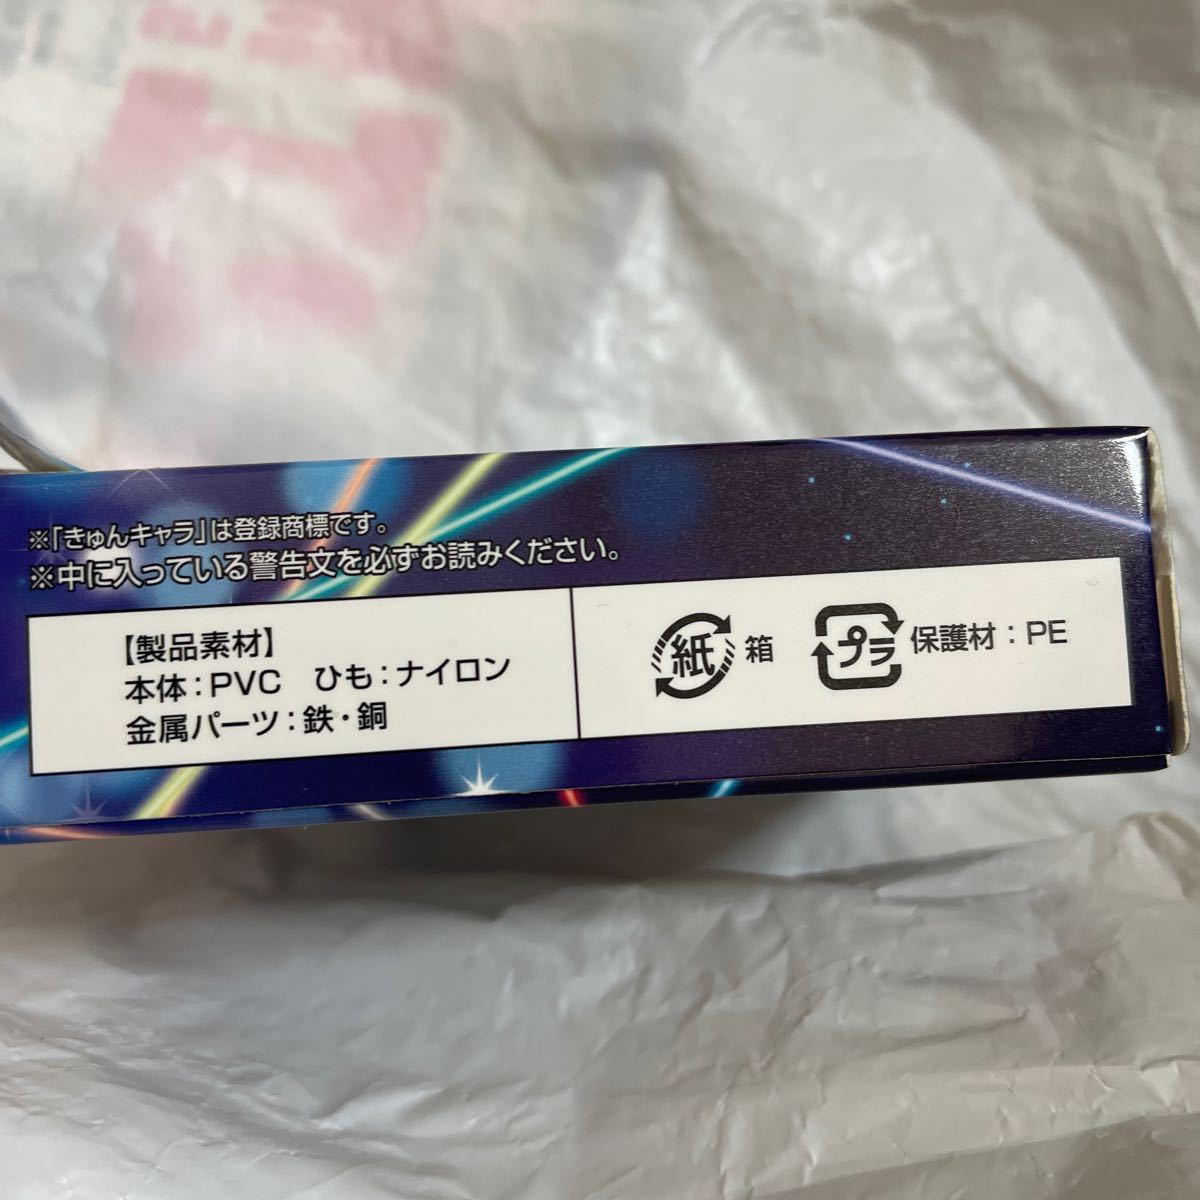 ※「きゅんキャラ」は登録商標です。
※中に入っている警告文を必ずお読みください。
【製品素材】
本体：PVC　ひも：ナイロン
金属パーツ：鉄・銅
紙 箱 プラ 保護材：PE